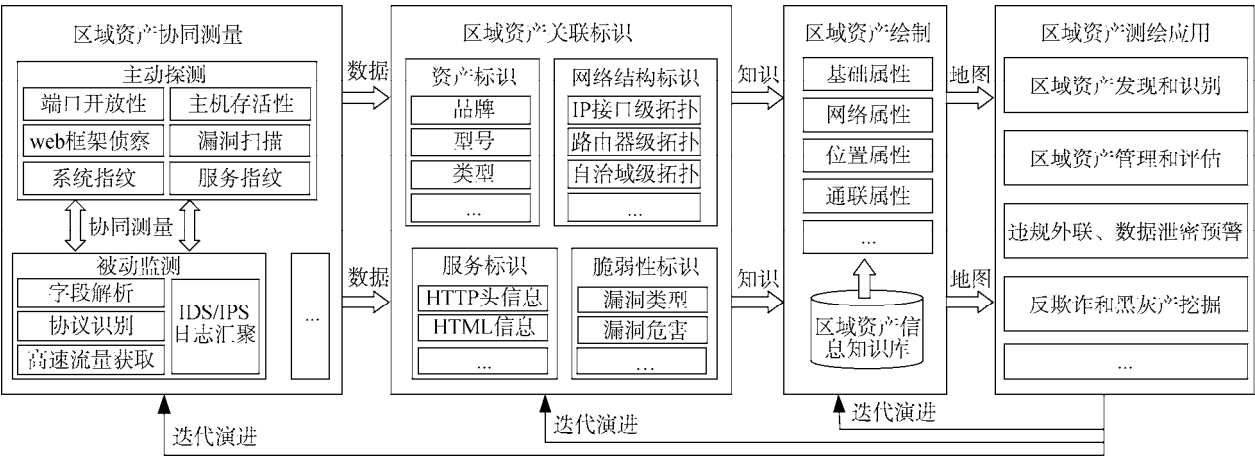 区域资产协同测量
主动探测
端口开放性
主机存活性
web框架侦察
漏洞扫描
系统指纹
服务指纹
协同测量
被动监测
字段解析
协议识别
高速流量获取
IDS/IPS
日志汇聚
...
数据
数据
区域资产关联标识
资产标识
品牌
型号
类型
...
网络结构标识
IP接口级拓扑
路由器级拓扑
自治域级拓扑
...
服务标识
HTTP头信息
HTML信息
...
脆弱性标识
漏洞类型
漏洞危害
...
知识
知识
区域资产绘制
基础属性
网络属性
位置属性
通联属性
...
区域资产信
息知识库
地图
地图
区域资产测绘应用
区域资产发现和识别
区域资产管理和评估
违规外联、数据泄密预警
反欺诈和黑灰产挖掘
...
迭代演进
迭代演进
迭代演进